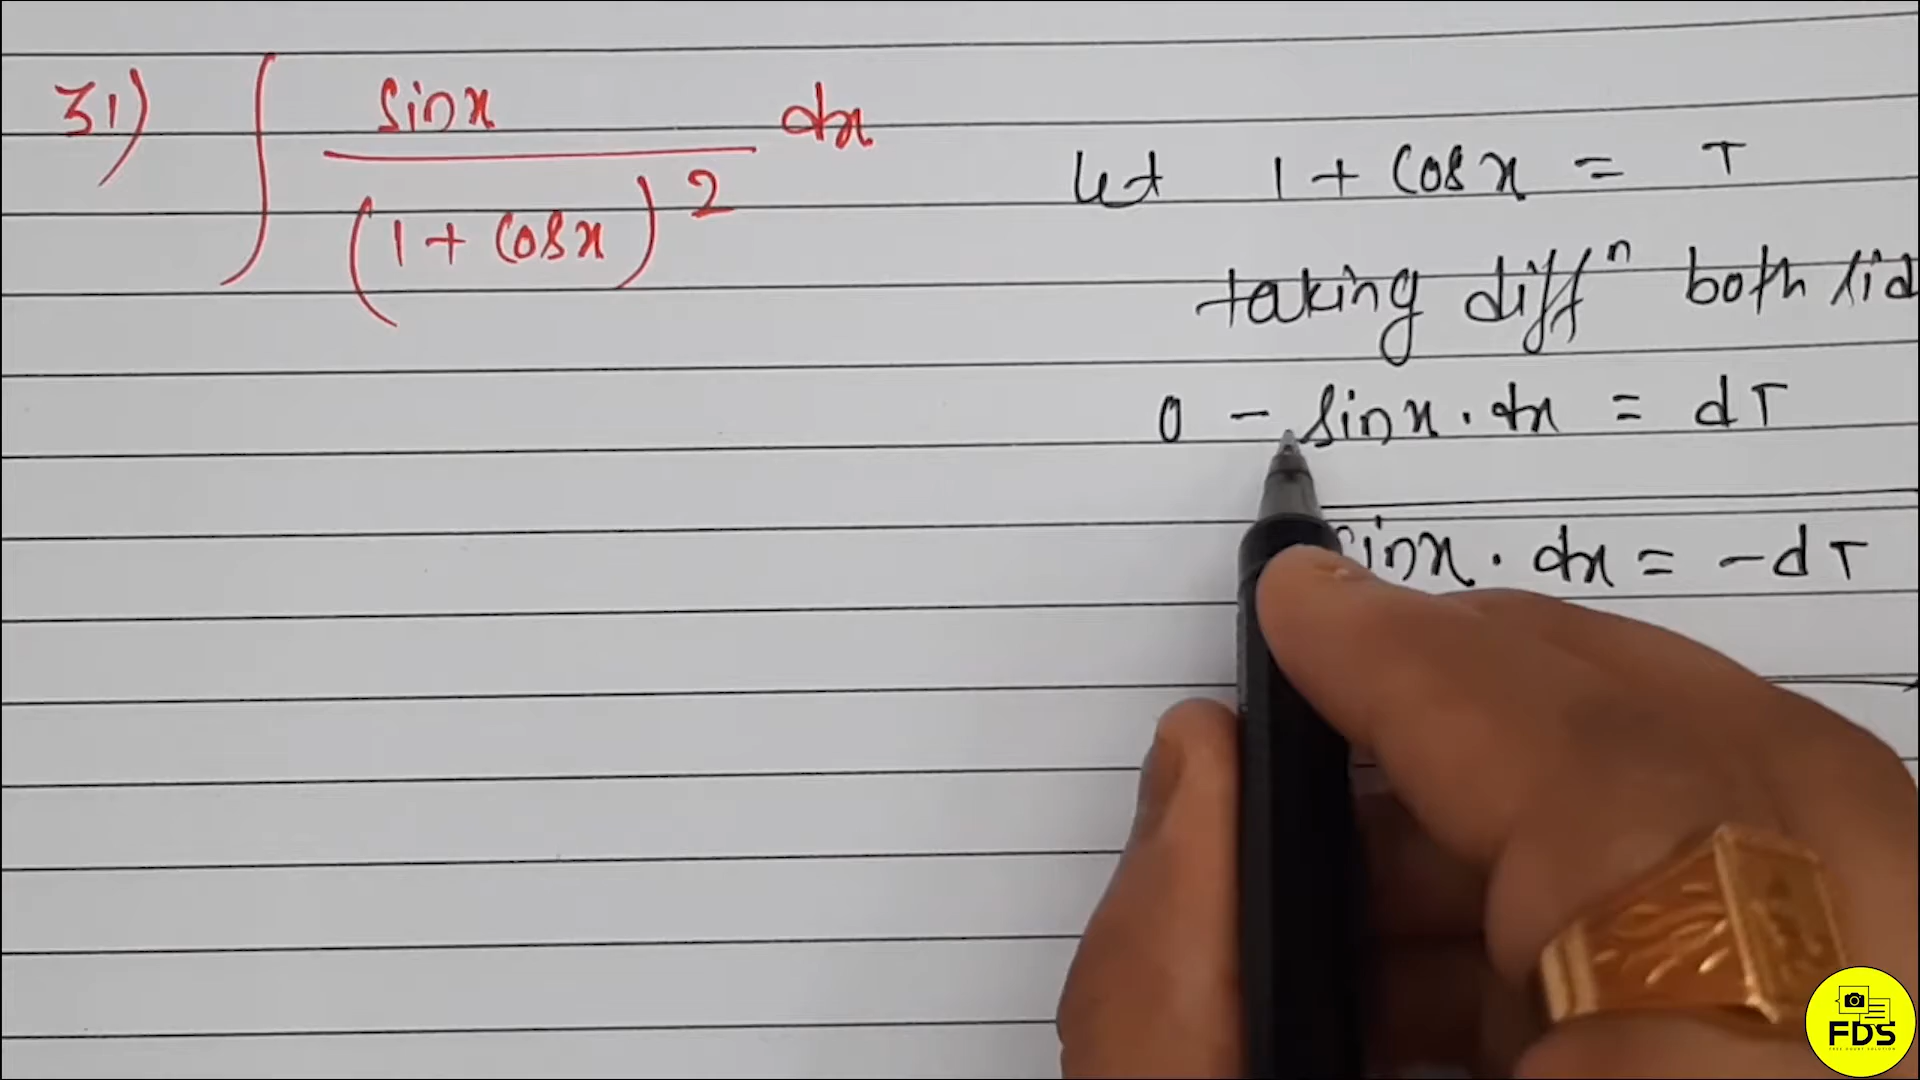 31) ∫ sinx / (1 + cosx)^2 dx
let 1 + cosx = T
taking diff^n both sid
0 - sinx . dx = dT
sinx . dx = -dT
FDS